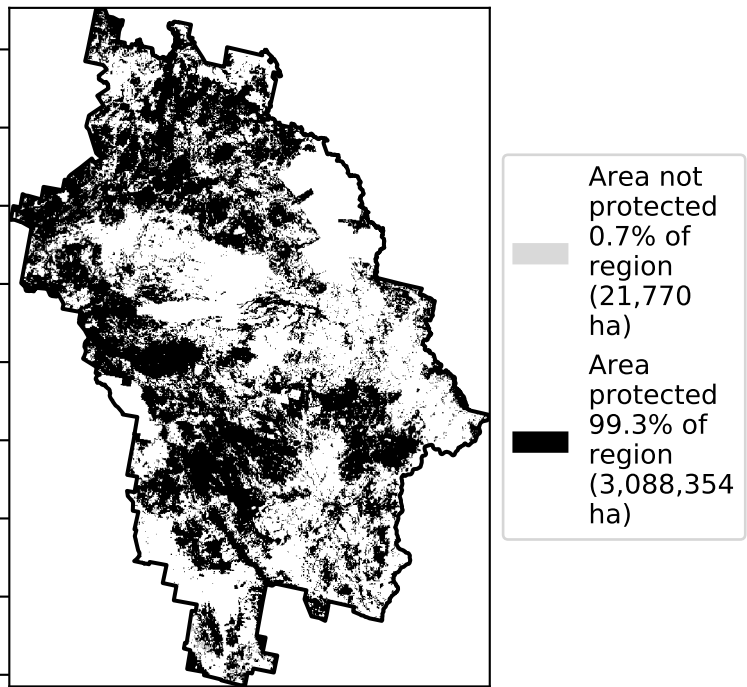 Area not
protected
0.7% of
region
(21,770
ha)
Area
protected
99.3% of
region
(3,088,354
ha)